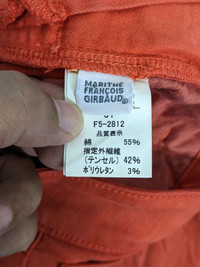 MARITHE
FRANCOIS
GIRBAUD
F5-2812
品質表示
綿 55%
指定外繊維
(テンセル) 42%
ポリウレタン 3%